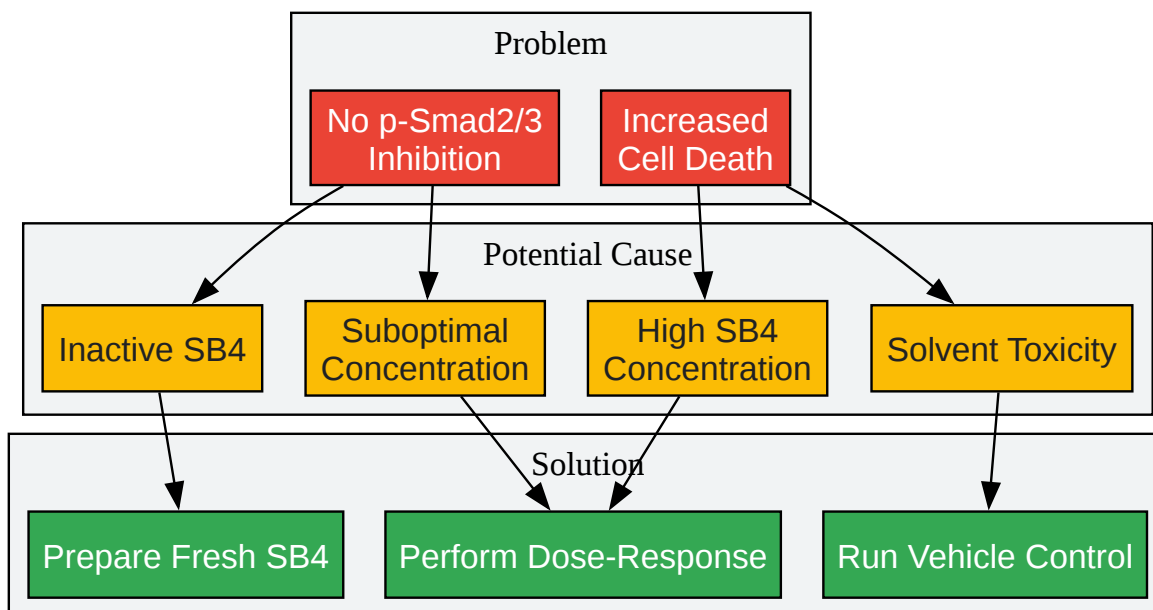 Problem
No p-Smad2/3
Inhibition
Increased
Cell Death
Potential Cause
Inactive SB4
Suboptimal
Concentration
High SB4
Concentration
Solvent Toxicity
Solution
Prepare Fresh SB4
Perform Dose-Response
Run Vehicle Control